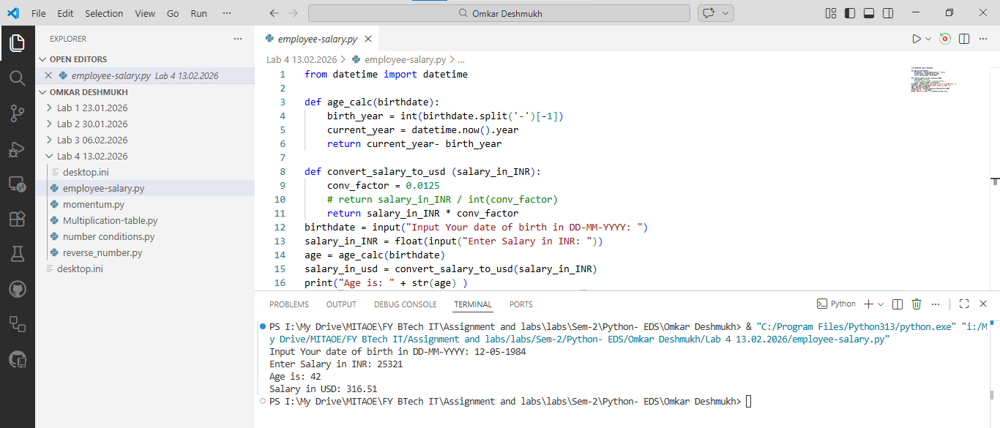 File Edit Selection View Go Run ··· Omkar Deshmukh
EXPLORER ···
OPEN EDITORS
employee-salary.py Lab 4 13.02.2026
OMKAR DESHMUKH
Lab 1 23.01.2026
Lab 2 30.01.2026
Lab 3 06.02.2026
Lab 4 13.02.2026
desktop.ini
employee-salary.py
momentum.py
Multiplication-table.py
number conditions.py
reverse_number.py
desktop.ini
employee-salary.py
Lab 4 13.02.2026 > employee-salary.py > ...
1 from datetime import datetime
2
3 def age_calc(birthdate):
4 birth_year = int(birthdate.split('-')[-1])
5 current_year = datetime.now().year
6 return current_year- birth_year
7
8 def convert_salary_to_usd (salary_in_INR):
9 conv_factor = 0.0125
10 # return salary_in_INR / int(conv_factor)
11 return salary_in_INR * conv_factor
12 birthdate = input("Input Your date of birth in DD-MM-YYYY: ")
13 salary_in_INR = float(input("Enter Salary in INR: "))
14 age = age_calc(birthdate)
15 salary_in_usd = convert_salary_to_usd(salary_in_INR)
16 print("Age is: " + str(age) )
PROBLEMS OUTPUT DEBUG CONSOLE TERMINAL PORTS Python
PS I:\My Drive\MITAOE\FY BTech IT\Assignment and labs\labs\Sem-2\Python- EDS\Omkar Deshmukh> & "C:/Program Files/Python313/python.exe" "i:/M
y Drive/MITAOE/FY BTech IT/Assignment and labs/labs/Sem-2/Python- EDS/Omkar Deshmukh/Lab 4 13.02.2026/employee-salary.py"
Input Your date of birth in DD-MM-YYYY: 12-05-1984
Enter Salary in INR: 25321
Age is: 42
Salary in USD: 316.51
PS I:\My Drive\MITAOE\FY BTech IT\Assignment and labs\labs\Sem-2\Python- EDS\Omkar Deshmukh>